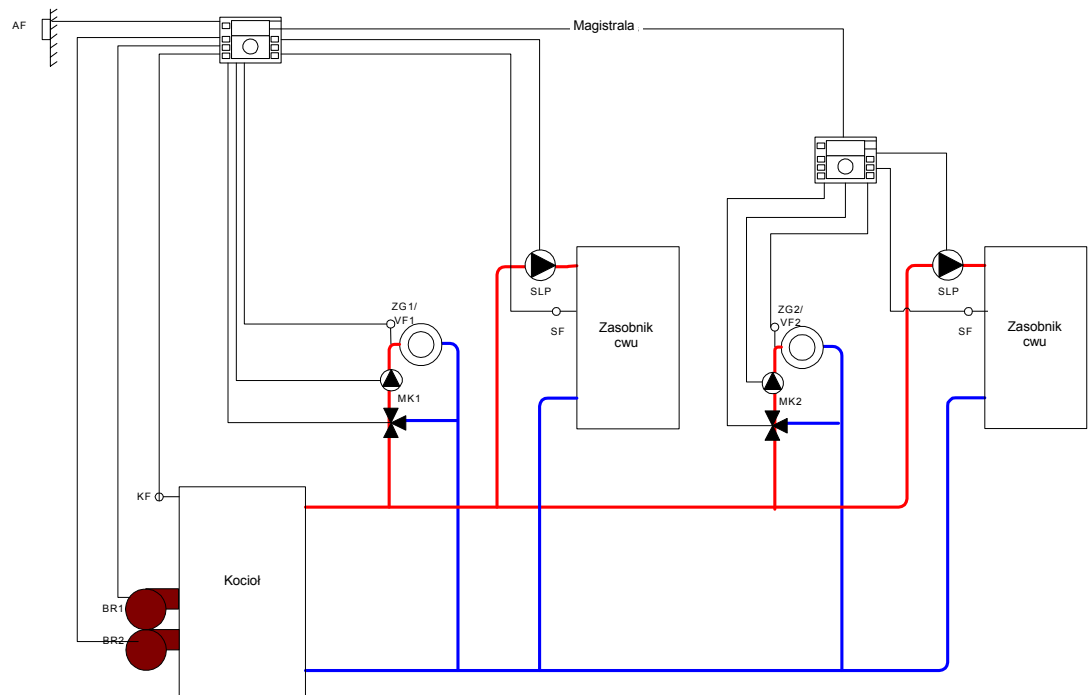 AF
Magistrala
SLP
SLP
ZG1/
VF1
SF
Zasobnik
cwu
ZG2/
VF2
SF
Zasobnik
cwu
MK1
MK2
KF
Kocioł
BR1
BR2